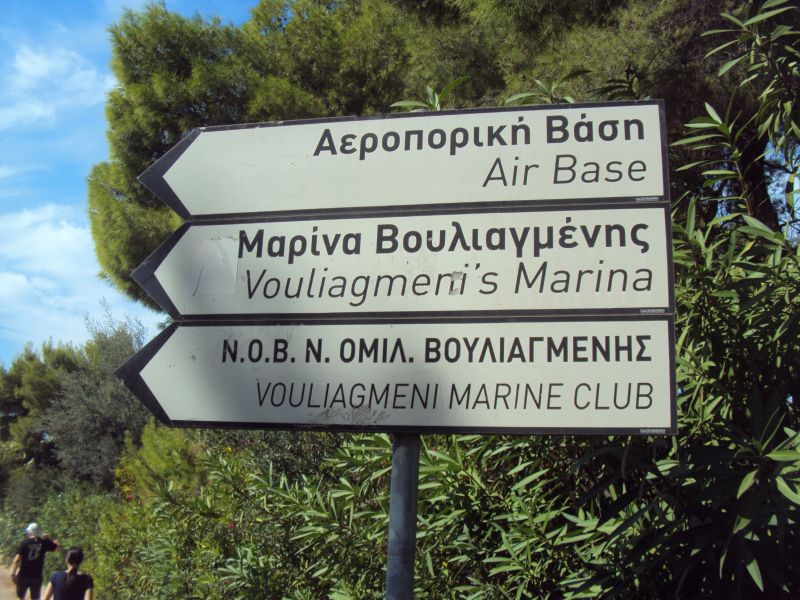 Αεροπορική Βάση
Air Base
Μαρίνα Βουλιαγμένης
Vouliagmeni's Marina
Ν.Ο.Β. Ν. ΟΜΙΛ. ΒΟΥΛΙΑΓΜΕΝΗΣ
VOULIAGMENI MARINE CLUB